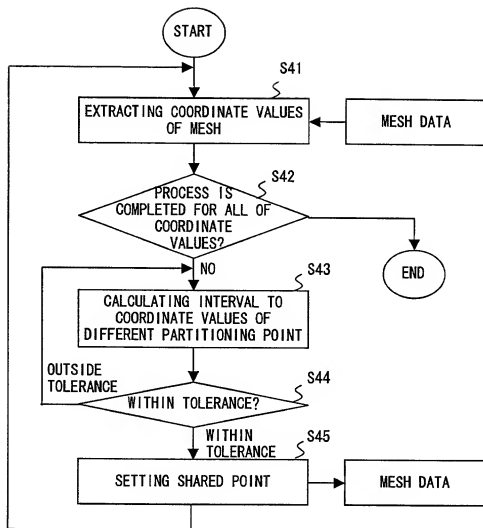 START
S41
EXTRACTING COORDINATE VALUES
OF MESH
MESH DATA
S42
PROCESS IS
COMPLETED FOR ALL OF
COORDINATE
VALUES?
NO
END
S43
CALCULATING INTERVAL TO
COORDINATE VALUES OF
DIFFERENT PARTITIONING POINT
OUTSIDE
TOLERANCE
S44
WITHIN TOLERANCE?
WITHIN
TOLERANCE
S45
SETTING SHARED POINT
MESH DATA